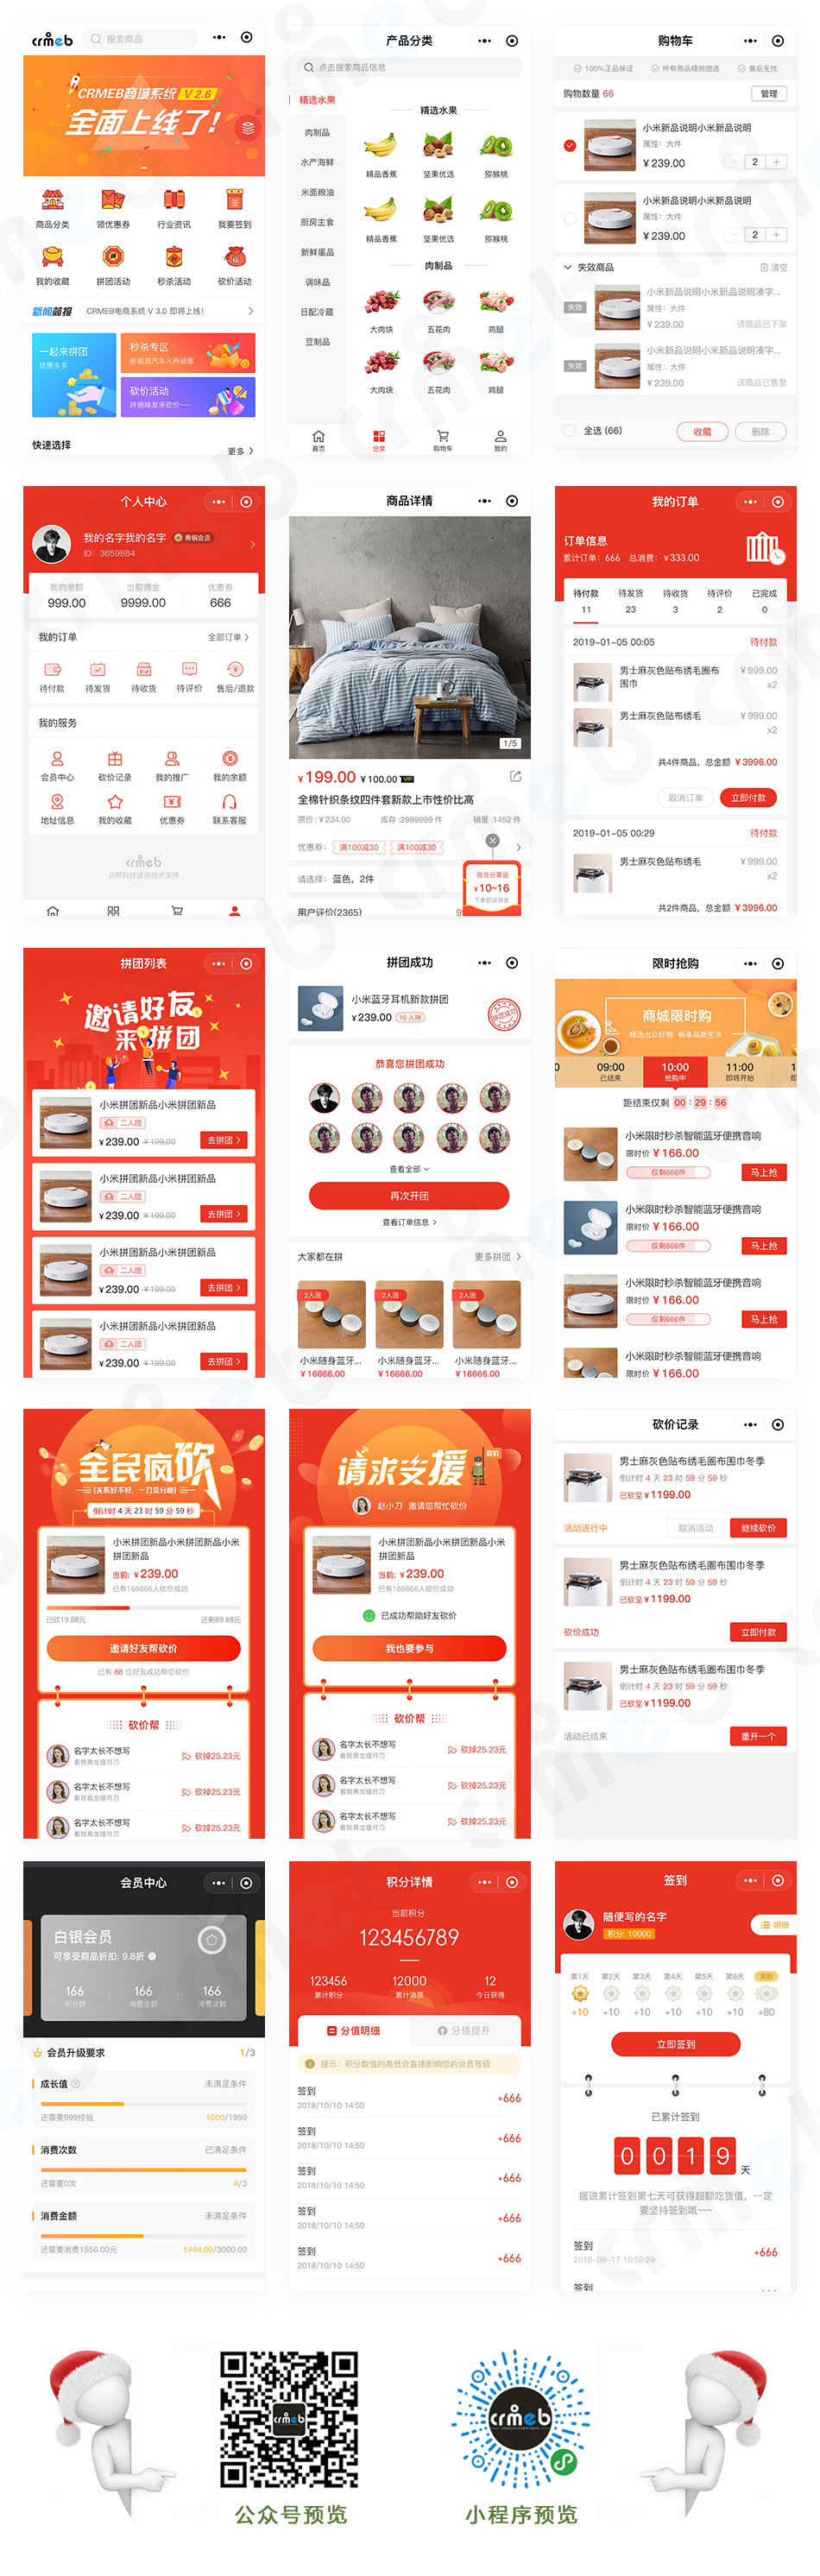 crmeb
搜索商品
CRMEB商城系统 V 2.6
全面上线了!
商品分类
领优惠券
行业资讯
我要签到
我的收藏
拼团活动
秒杀活动
砍价活动
新闻简报
CRMEB电商系统 V 3.0 即将上线!
一起来拼团
优惠多多
秒杀专区
新能源汽车火热销售
砍价活动
呼朋唤友来砍价~~~
快速选择
更多
产品分类
点击搜索商品信息
精选水果
肉制品
水产海鲜
米面粮油
厨房主食
新鲜蛋品
调味品
日配冷藏
豆制品
精选水果
精品香蕉
坚果优选
猕猴桃
精品香蕉
坚果优选
猕猴桃
肉制品
大肉块
五花肉
鸡腿
大肉块
五花肉
鸡腿
首页
分类
购物车
我的
购物车
100%正品保证
所有商品精挑细选
售后无忧
购物数量 66
管理
小米新品说明小米新品说明
属性: 大件
¥239.00
2
小米新品说明小米新品说明
属性: 大件
¥239.00
2
失效商品
清空
失效
小米新品说明小米新品说明凑字...
属性: 大件
¥239.00
该商品已下架
失效
小米新品说明小米新品说明凑字...
属性: 大件
¥239.00
该商品已售罄
全选 (66)
收藏
删除
个人中心
我的名字我的名字
青铜会员
ID: 3659884
我的余额
当前佣金
优惠券
999.00
9999.00
666
我的订单
全部订单
待付款
待发货
待收货
待评价
售后/退款
我的服务
会员中心
砍价记录
我的推广
我的余额
地址信息
我的收藏
优惠券
联系客服
crmeb
众邦科技提供技术支持
商品详情
1/5
¥199.00 ¥100.00 VIP
全棉针织条纹四件套新款上市性价比高
原价:¥234.00
库存:2999999 件
销量:1452 件
优惠券:
满100减30
满100减30
请选择: 蓝色, 2件
会员分享返
¥10~16
下单即返佣金
用户评价(2365)
我的订单
订单信息
累计订单: 666 总消费: ¥333.00
待付款
待发货
待收货
待评价
已完成
11
23
3
2
0
2019-01-05 00:05
待付款
男士麻灰色贴布绣毛圈布围巾
¥999.00
x2
男士麻灰色贴布绣毛
¥999.00
x2
共4件商品, 总金额 ¥3996.00
取消订单
立即付款
2019-01-05 00:29
待付款
男士麻灰色贴布绣毛
¥999.00
x2
共2件商品, 总金额 ¥3996.00
拼团列表
邀请好友
来拼团
小米拼团新品小米拼团新品
二人团
¥239.00 ¥199.00
去拼团
小米拼团新品小米拼团新品
二人团
¥239.00 ¥199.00
去拼团
小米拼团新品小米拼团新品
二人团
¥239.00 ¥199.00
去拼团
小米拼团新品小米拼团新品
二人团
¥239.00 ¥199.00
去拼团
拼团成功
小米蓝牙耳机新款拼团
¥239.00 10人拼
拼团成功
恭喜您拼团成功
查看全部
再次开团
查看订单信息
大家都在拼
更多拼团
2人团
2人团
2人团
小米随身蓝牙...
小米随身蓝牙...
小米随身蓝牙...
¥16666.00
¥16666.00
¥16666.00
限时抢购
商城限时购
精选出众好物 畅享品质生活
09:00
10:00
11:00
已结束
抢购中
即将开始
距结束仅剩 00 : 29 : 56
小米限时秒杀智能蓝牙便携音响
限时价 ¥166.00
仅剩666件
马上抢
小米限时秒杀智能蓝牙便携音响
限时价 ¥166.00
仅剩666件
马上抢
小米限时秒杀智能蓝牙便携音响
限时价 ¥166.00
仅剩666件
马上抢
小米限时秒杀智能蓝牙便携音响
限时价 ¥166.00
全民疯砍
关系好不好, 一刀见分晓
倒计时 4 天 23 时 59 分 59 秒
小米拼团新品小米拼团新品小米拼团新品
当前: ¥239.00
已有166666人砍价成功
已砍19.88元
还剩89.88元
邀请好友帮砍价
已有 88 位好友成功帮您砍价
砍价帮
名字太长不想写
看我青龙偃月刀
砍掉25.23元
名字太长不想写
看我青龙偃月刀
砍掉25.23元
名字太长不想写
看我青龙偃月刀
砍掉25.23元
请求支援
砍价
赵小刀 邀请您帮忙砍价
小米拼团新品小米拼团新品小米拼团新品
当前: ¥239.00
已有166666人砍价成功
已成功帮助好友砍价
我也要参与
砍价帮
名字太长不想写
看我青龙偃月刀
砍掉25.23元
名字太长不想写
看我青龙偃月刀
砍掉25.23元
名字太长不想写
看我青龙偃月刀
砍掉25.23元
砍价记录
男士麻灰色贴布绣毛圈布围巾冬季
倒计时 4 天 23 时 59 分 59 秒
已砍至¥1199.00
活动进行中
取消活动
继续砍价
男士麻灰色贴布绣毛圈布围巾冬季
倒计时 4 天 23 时 59 分 59 秒
已砍至¥1199.00
砍价成功
立即付款
男士麻灰色贴布绣毛圈布围巾冬季
倒计时 4 天 23 时 59 分 59 秒
已砍至¥1199.00
活动已结束
重开一个
会员中心
白银会员
可享受商品折扣: 9.8折
166
166
166
积分数
消费金额
消费次数
会员升级要求
1/3
成长值
未满足条件
还需要999经验
1000/1999
消费次数
已满足条件
还需要0次
4/3
消费金额
未满足条件
还需要消费1556.00元
1444.00/3000.00
积分详情
当前积分
123456789
123456
12000
12
累计积分
累计消费
今日获得
分值明细
分值提升
提示: 积分数值的高低会直接影响您的会员等级
签到
2018/10/10 14:50
+666
签到
2018/10/10 14:50
+666
签到
2018/10/10 14:50
+666
签到
2018/10/10 14:50
+666
签到
2018/10/10 14:50
+666
签到
随便写的名字
积分: 10000
明细
第1天
第2天
第3天
第4天
第5天
第6天
奖励
+10
+10
+10
+10
+10
+10
+80
立即签到
已累计签到
0019天
据说累计签到第七天可获得超额吃货值, 一定要坚持签到哦~~~
签到
2018-09-17 10:50:29
+666
签到
crmeb
crmeb
公众号预览
小程序预览